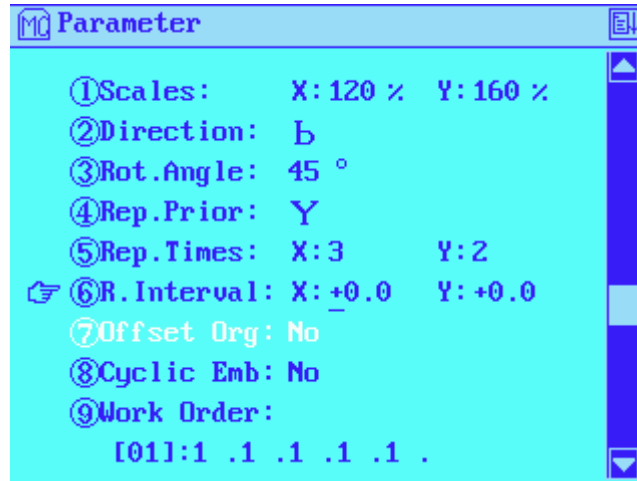 MC Parameter
①Scales: X:120 % Y:160 %
②Direction: Ь
③Rot.Angle: 45 °
④Rep.Prior: Y
⑤Rep.Times: X:3 Y:2
⑥R.Interval: X:+0.0 Y:+0.0
⑦Offset Org: No
⑧Cyclic Emb: No
⑨Work Order:
[01]:1 .1 .1 .1 .1 .